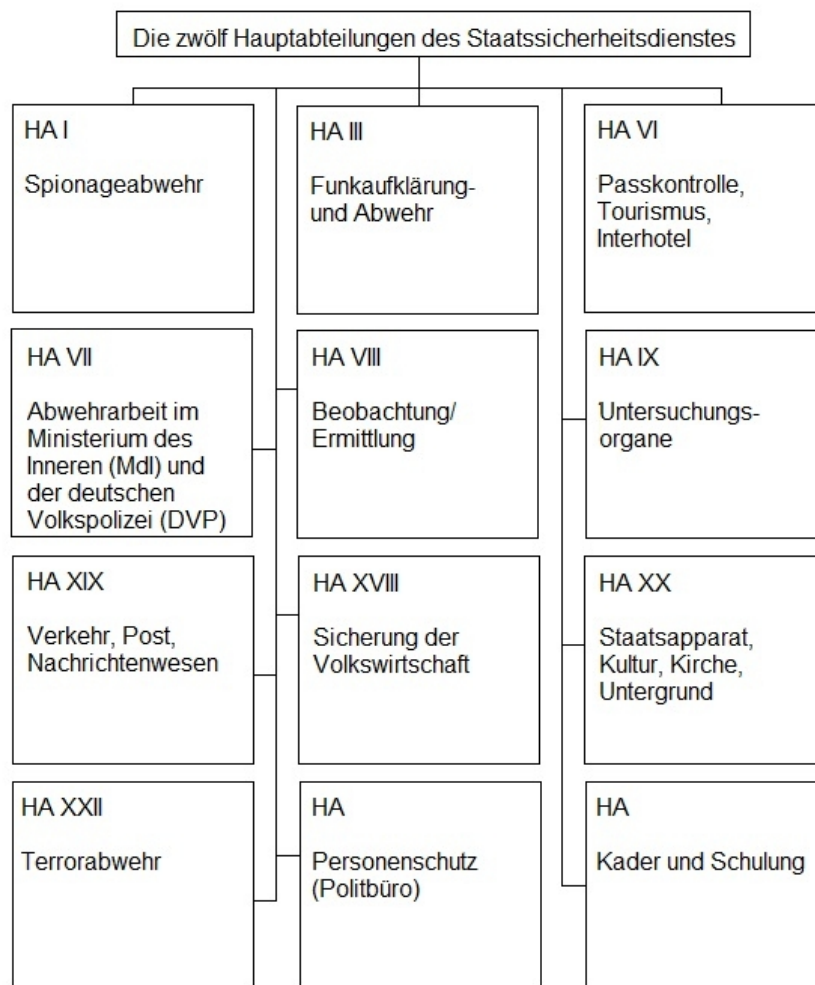 Die zwölf Hauptabteilungen des Staatssicherheitsdienstes
HA I
Spionageabwehr
HA III
Funkaufklärung-
und Abwehr
HA VI
Passkontrolle,
Tourismus,
Interhotel
HA VII
Abwehrarbeit im
Ministerium des
Inneren (MdI) und
der deutschen
Volkspolizei (DVP)
HA VIII
Beobachtung/
Ermittlung
HA IX
Untersuchungs-
organe
HA XIX
Verkehr, Post,
Nachrichtenwesen
HA XVIII
Sicherung der
Volkswirtschaft
HA XX
Staatsapparat,
Kultur, Kirche,
Untergrund
HA XXII
Terrorabwehr
HA
Personenschutz
(Politbüro)
HA
Kader und Schulung